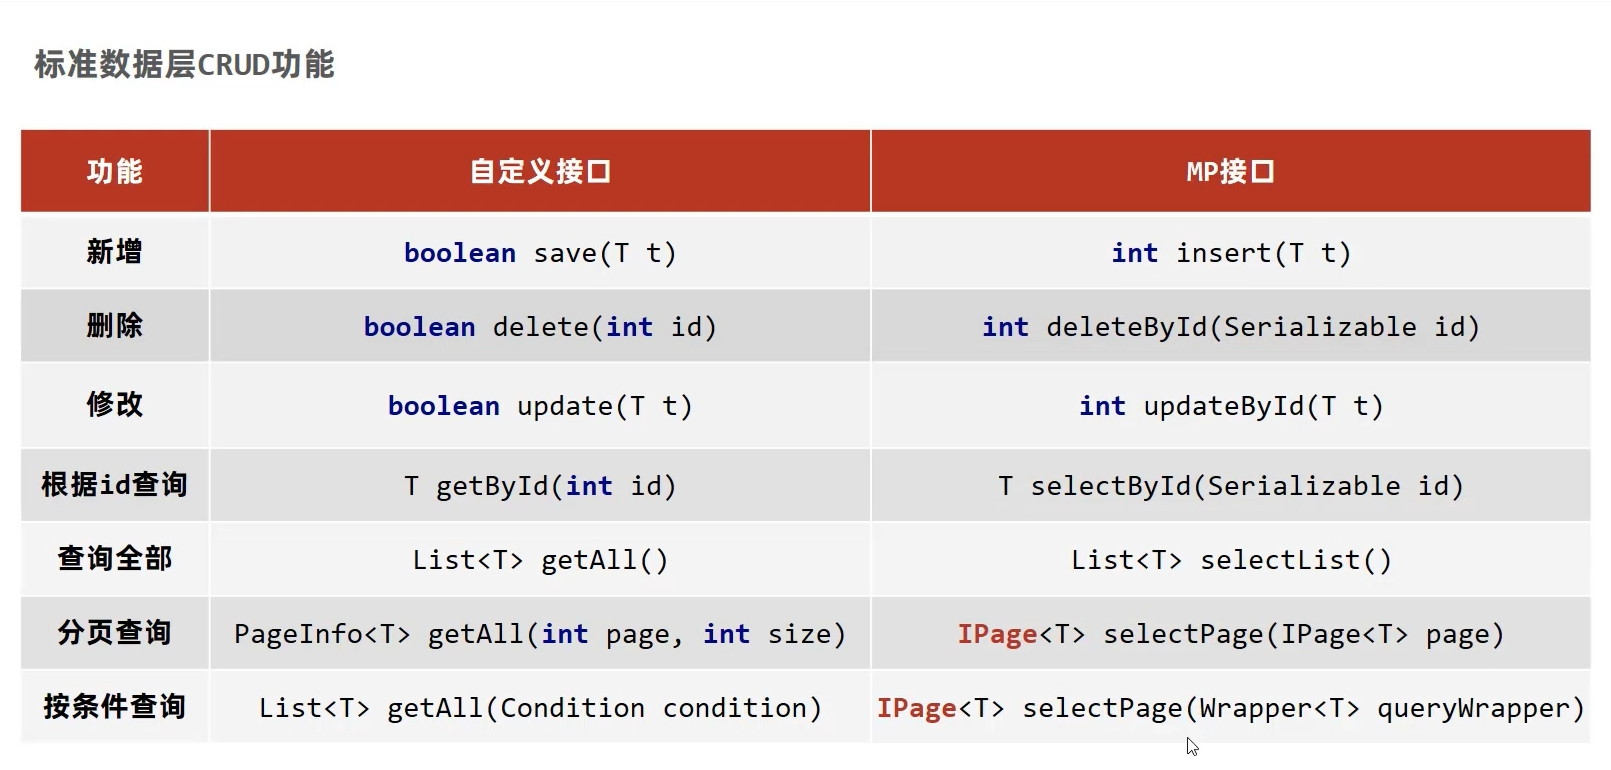 标准数据层CRUD功能
功能 自定义接口 MP接口
新增 boolean save(T t) int insert(T t)
删除 boolean delete(int id) int deleteById(Serializable id)
修改 boolean update(T t) int updateById(T t)
根据id查询 T getById(int id) T selectById(Serializable id)
查询全部 List<T> getAll() List<T> selectList()
分页查询 PageInfo<T> getAll(int page, int size) IPage<T> selectPage(IPage<T> page)
按条件查询 List<T> getAll(Condition condition) IPage<T> selectPage(Wrapper<T> queryWrapper)